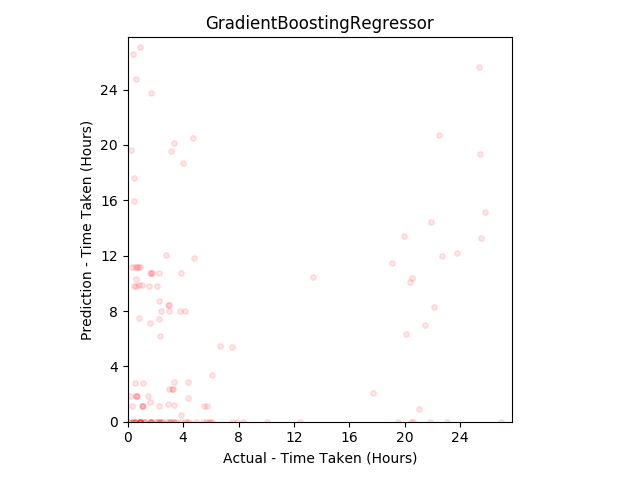 GradientBoostingRegressor
Prediction - Time Taken (Hours)
24
20
16
12
8
4
0
0 4 8 12 16 20 24
Actual - Time Taken (Hours)